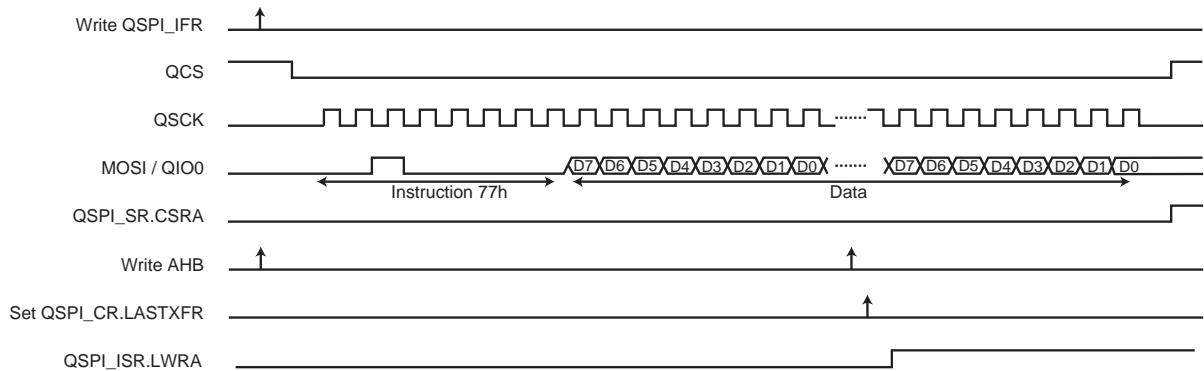 Write QSPI_IFR
QCS
QSCK
MOSI / QIO0
D7 D6 D5 D4 D3 D2 D1 D0 D7 D6 D5 D4 D3 D2 D1 D0
Instruction 77h
Data
QSPI_SR.CSRA
Write AHB
Set QSPI_CR.LASTXFR
QSPI_ISR.LWRA